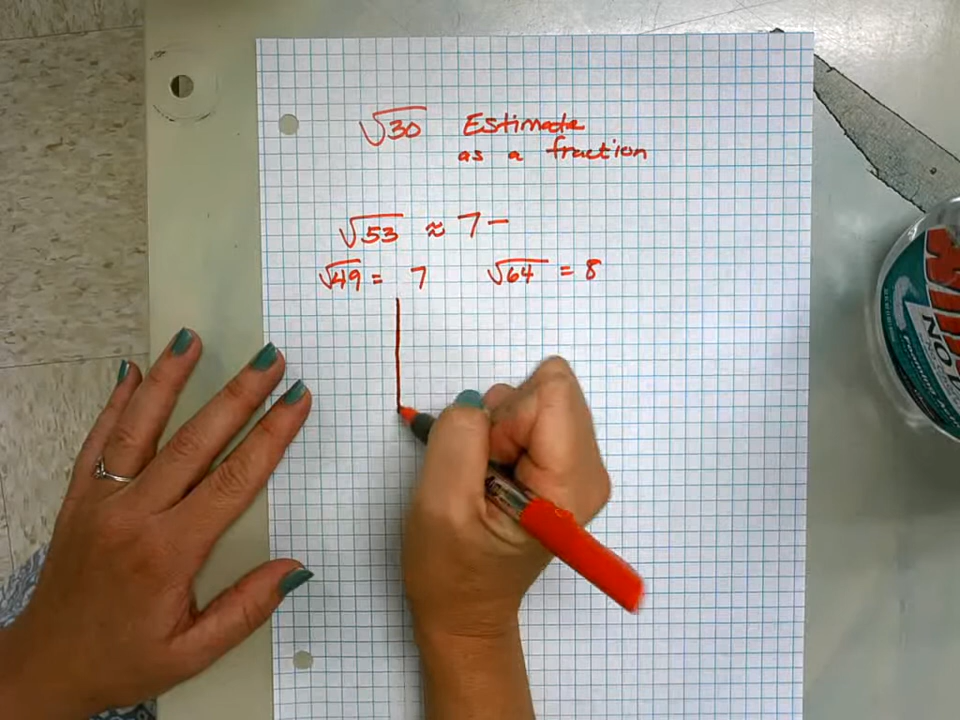 √30 Estimate
as a fraction
√53 ≈ 7 –
√49 = 7 √64 = 8